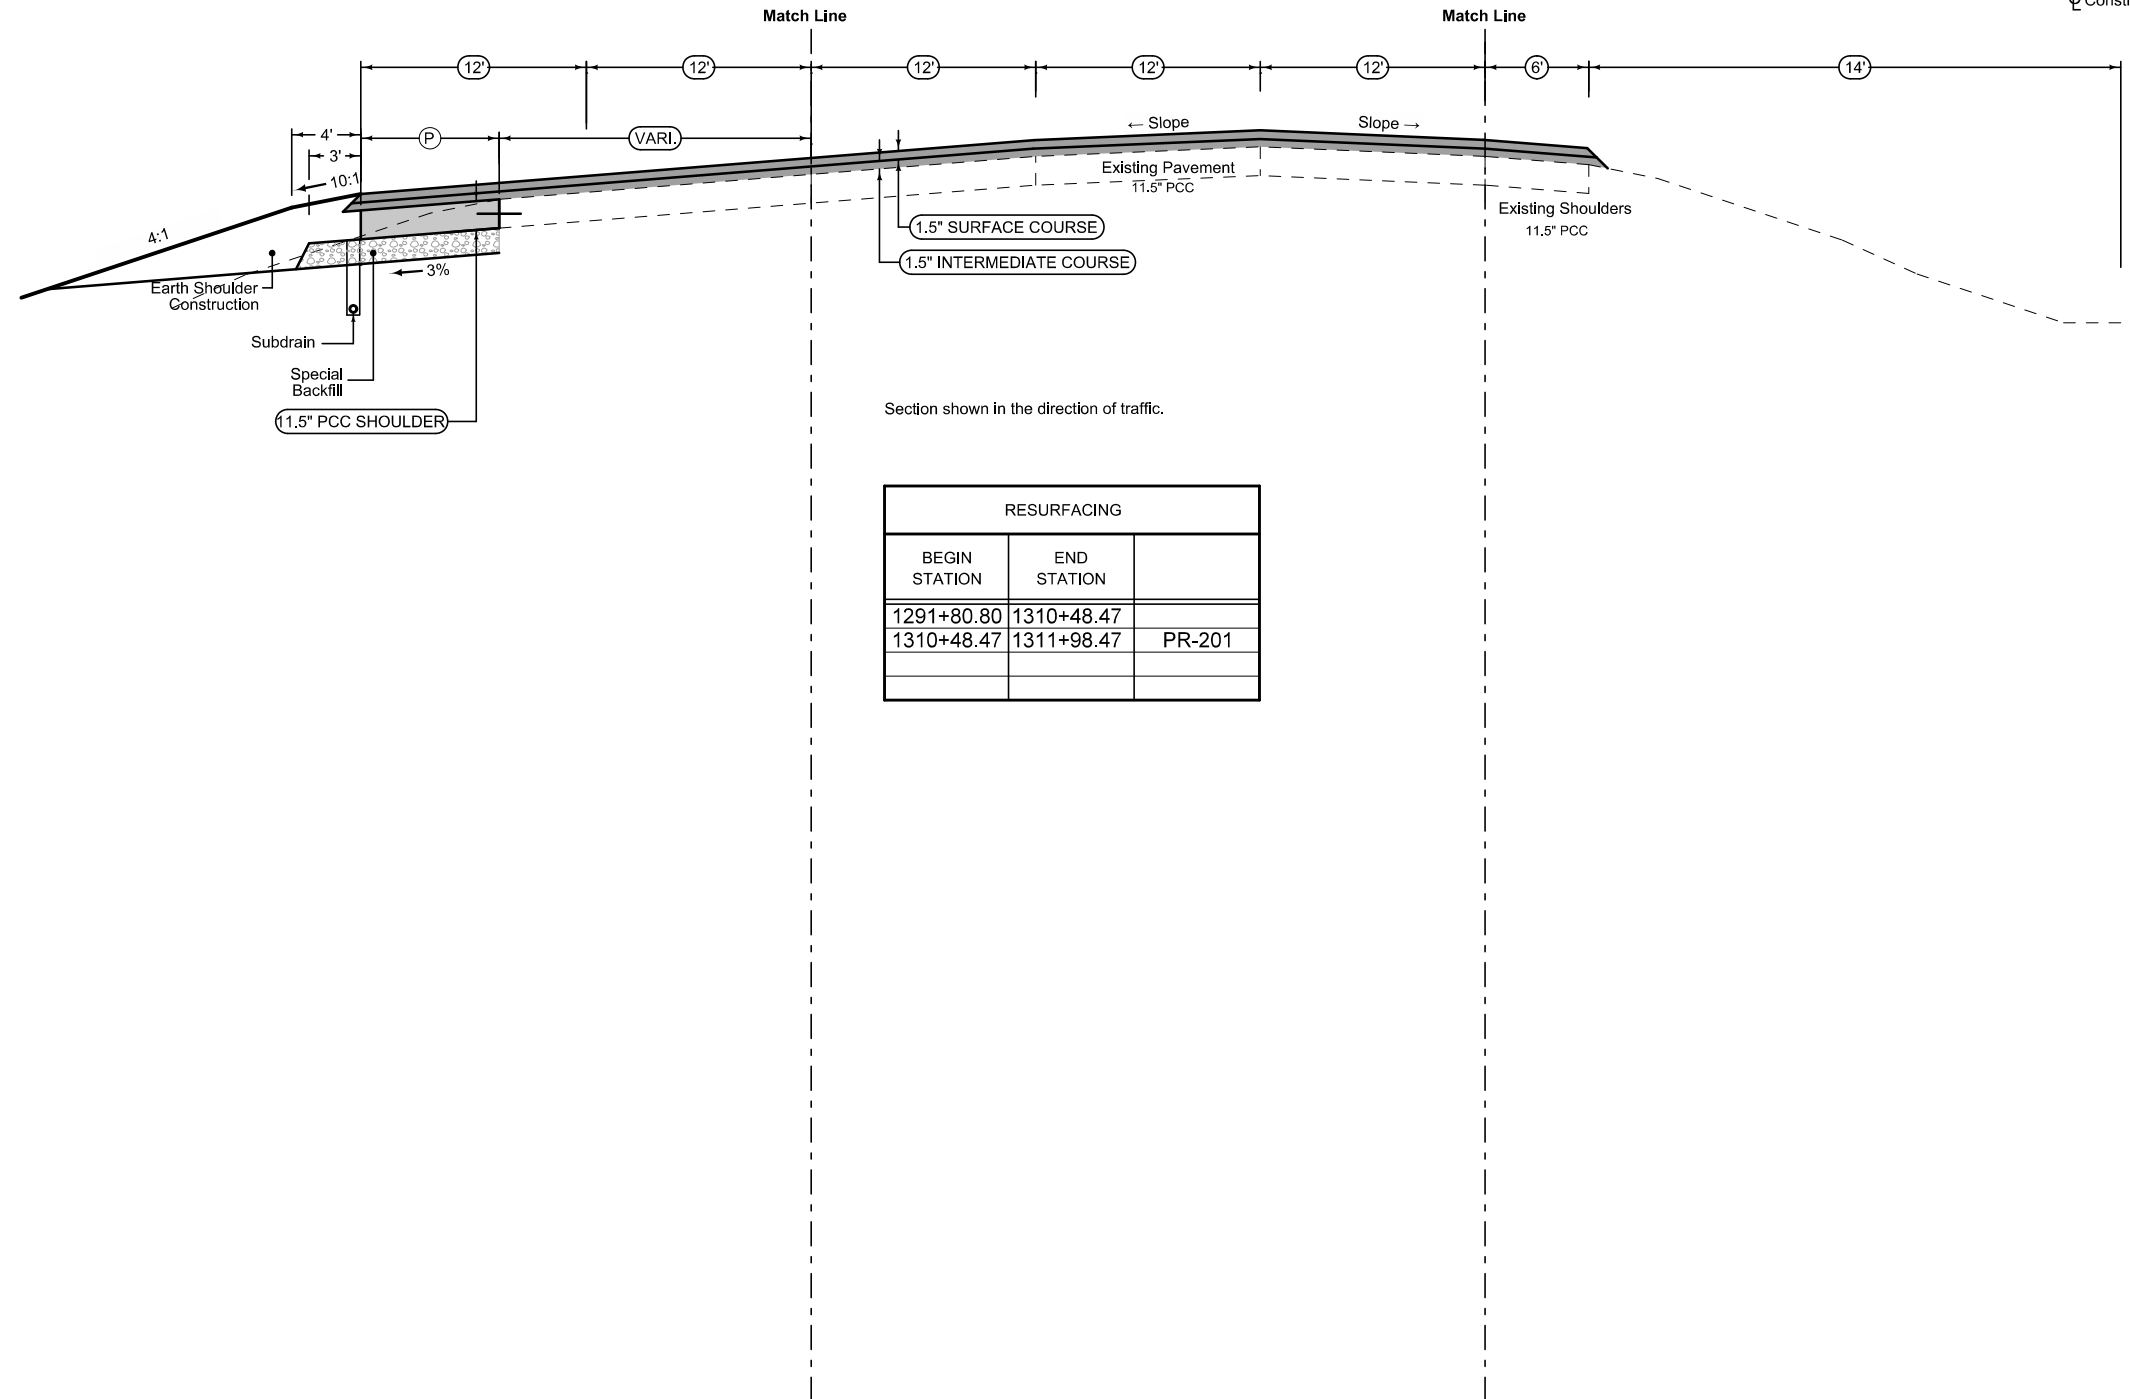 Match Line
Match Line
℄ Const
12'
12'
12'
12'
12'
6'
14'
4'
P
VARI.
← Slope
Slope →
3'
10:1
Existing Pavement
11.5" PCC
4:1
Existing Shoulders
11.5" PCC
1.5" SURFACE COURSE
1.5" INTERMEDIATE COURSE
3%
Earth Shoulder
Construction
Subdrain
Special
Backfill
11.5" PCC SHOULDER
Section shown in the direction of traffic.
RESURFACING
BEGIN
STATION
END
STATION
1291+80.80 1310+48.47
1310+48.47 1311+98.47 PR-201